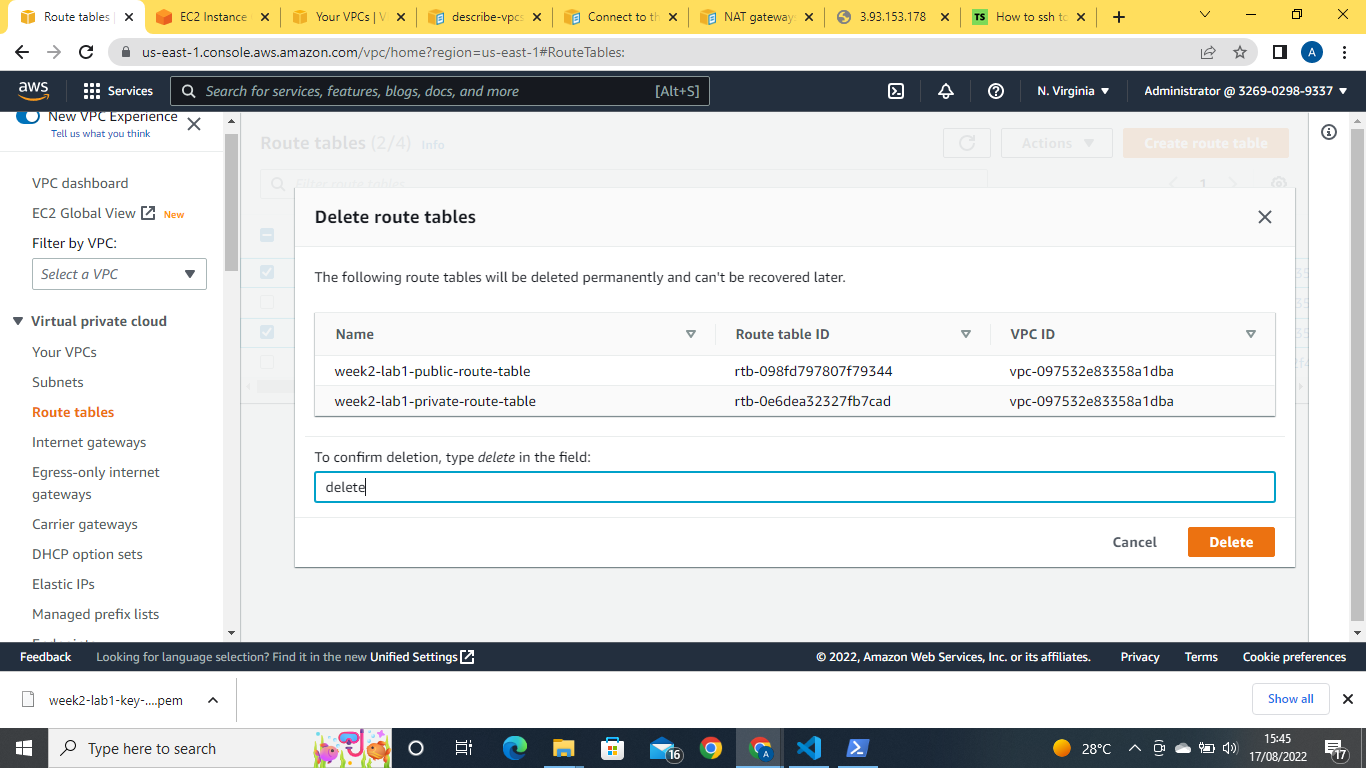 Route tables |
EC2 Instance
Your VPCs | V
describe-vpcs
Connect to th
NAT gateways
3.93.153.178
How to ssh to
us-east-1.console.aws.amazon.com/vpc/home?region=us-east-1#RouteTables:
A
aws
Services
Search for services, features, blogs, docs, and more [Alt+S]
N. Virginia
Administrator @ 3269-0298-9337
New VPC Experience
Tell us what you think
VPC dashboard
EC2 Global View New
Filter by VPC:
Select a VPC
Virtual private cloud
Your VPCs
Subnets
Route tables
Internet gateways
Egress-only internet
gateways
Carrier gateways
DHCP option sets
Elastic IPs
Managed prefix lists
Endpoints
Route tables (2/4) Info
Actions
Create route table
Filter route tables
1
Delete route tables
The following route tables will be deleted permanently and can't be recovered later.
Name Route table ID VPC ID
week2-lab1-public-route-table rtb-098fd797807f79344 vpc-097532e83358a1dba
week2-lab1-private-route-table rtb-0e6dea32327fb7cad vpc-097532e83358a1dba
To confirm deletion, type delete in the field:
delete
Cancel
Delete
Feedback
Looking for language selection? Find it in the new Unified Settings
© 2022, Amazon Web Services, Inc. or its affiliates.
Privacy
Terms
Cookie preferences
week2-lab1-key-....pem
Show all
Type here to search
16
A
28°C
15:45
17/08/2022
17